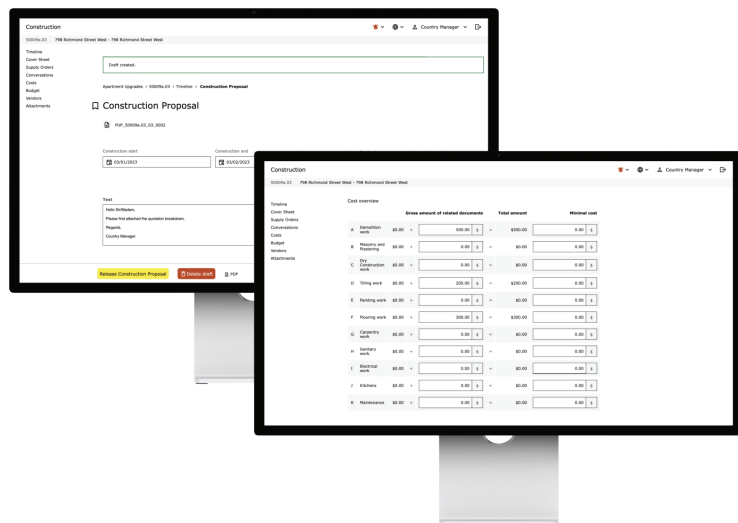 Construction
Country Manager
50009a.03 798 Richmond Street West - 798 Richmond Street West
Timeline
Cover Sheet
Supply Orders
Conversations
Costs
Budget
Vendors
Attachments
Draft created.
Apartment Upgrades › 50009a.03 › Timeline › Construction Proposal
Construction Proposal
PUP_50009a.03_03_0002
Construction start
Construction end
03/01/2023
03/02/2023
Text
Hello Sir/Madam,
Please find attached the quotation breakdown.
Regards,
Country Manager
Release Construction Proposal
Delete draft
PDF
Construction
Country Manager
50009a.03 798 Richmond Street West - 798 Richmond Street West
Timeline
Cover Sheet
Supply Orders
Conversations
Costs
Budget
Vendors
Attachments
Cost overview
Gross amount of related documents Total amount Minimal cost
A Demolition work $0.00 + 500.00 $ = $500.00 0.00 $
B Masonry and Plastering $0.00 + 0.00 $ = $0.00 0.00 $
C Dry Construction work $0.00 + 0.00 $ = $0.00 0.00 $
D Tiling work $0.00 + 200.00 $ = $200.00 0.00 $
E Painting work $0.00 + 0.00 $ = $0.00 0.00 $
F Flooring work $0.00 + 300.00 $ = $300.00 0.00 $
G Carpentry work $0.00 + 0.00 $ = $0.00 0.00 $
H Sanitary work $0.00 + 0.00 $ = $0.00 0.00 $
I Electrical work $0.00 + 0.00 $ = $0.00 0.00 $
J Kitchens $0.00 + 0.00 $ = $0.00 0.00 $
K Maintenance $0.00 + 0.00 $ = $0.00 0.00 $